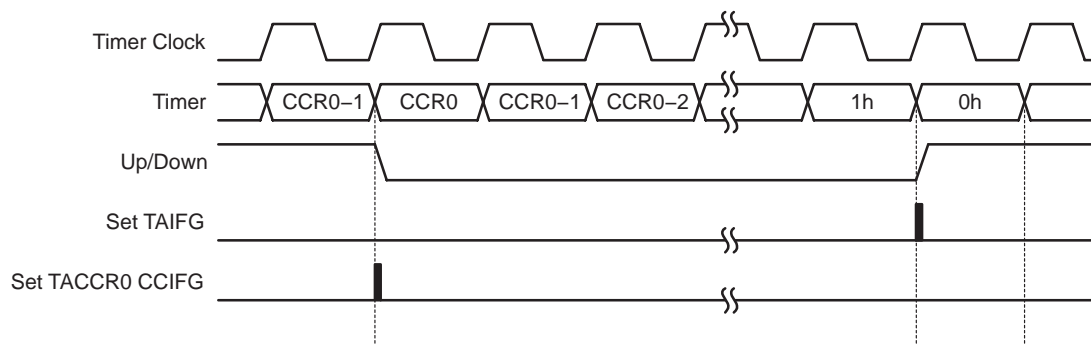 Timer Clock
Timer
CCR0−1
CCR0
CCR0−1
CCR0−2
1h
0h
Up/Down
Set TAIFG
Set TACCR0 CCIFG